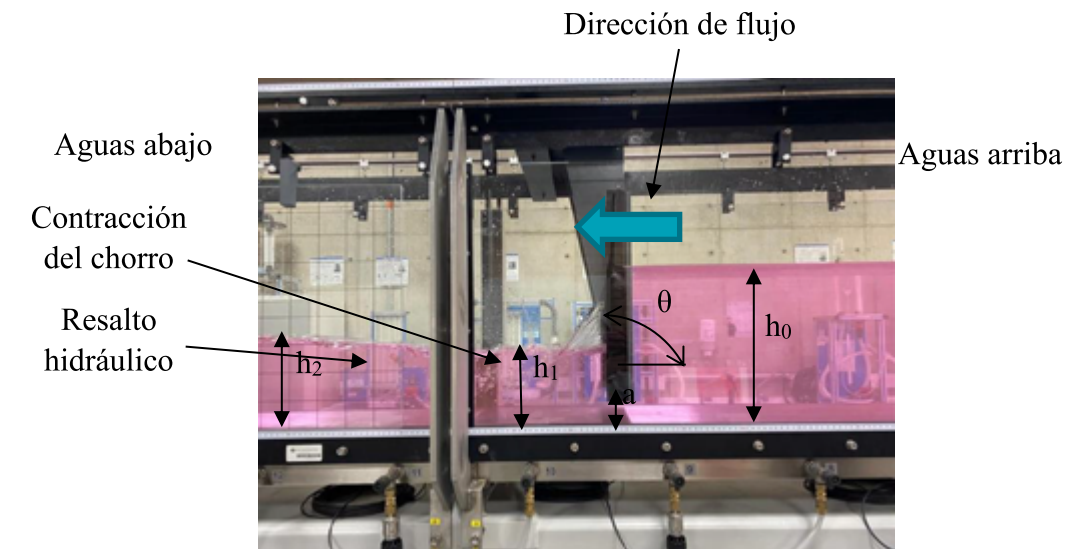 Dirección de flujo
Aguas abajo
Aguas arriba
Contracción
del chorro
θ
Resalto
hidráulico
h₀
h₂
h₁
a